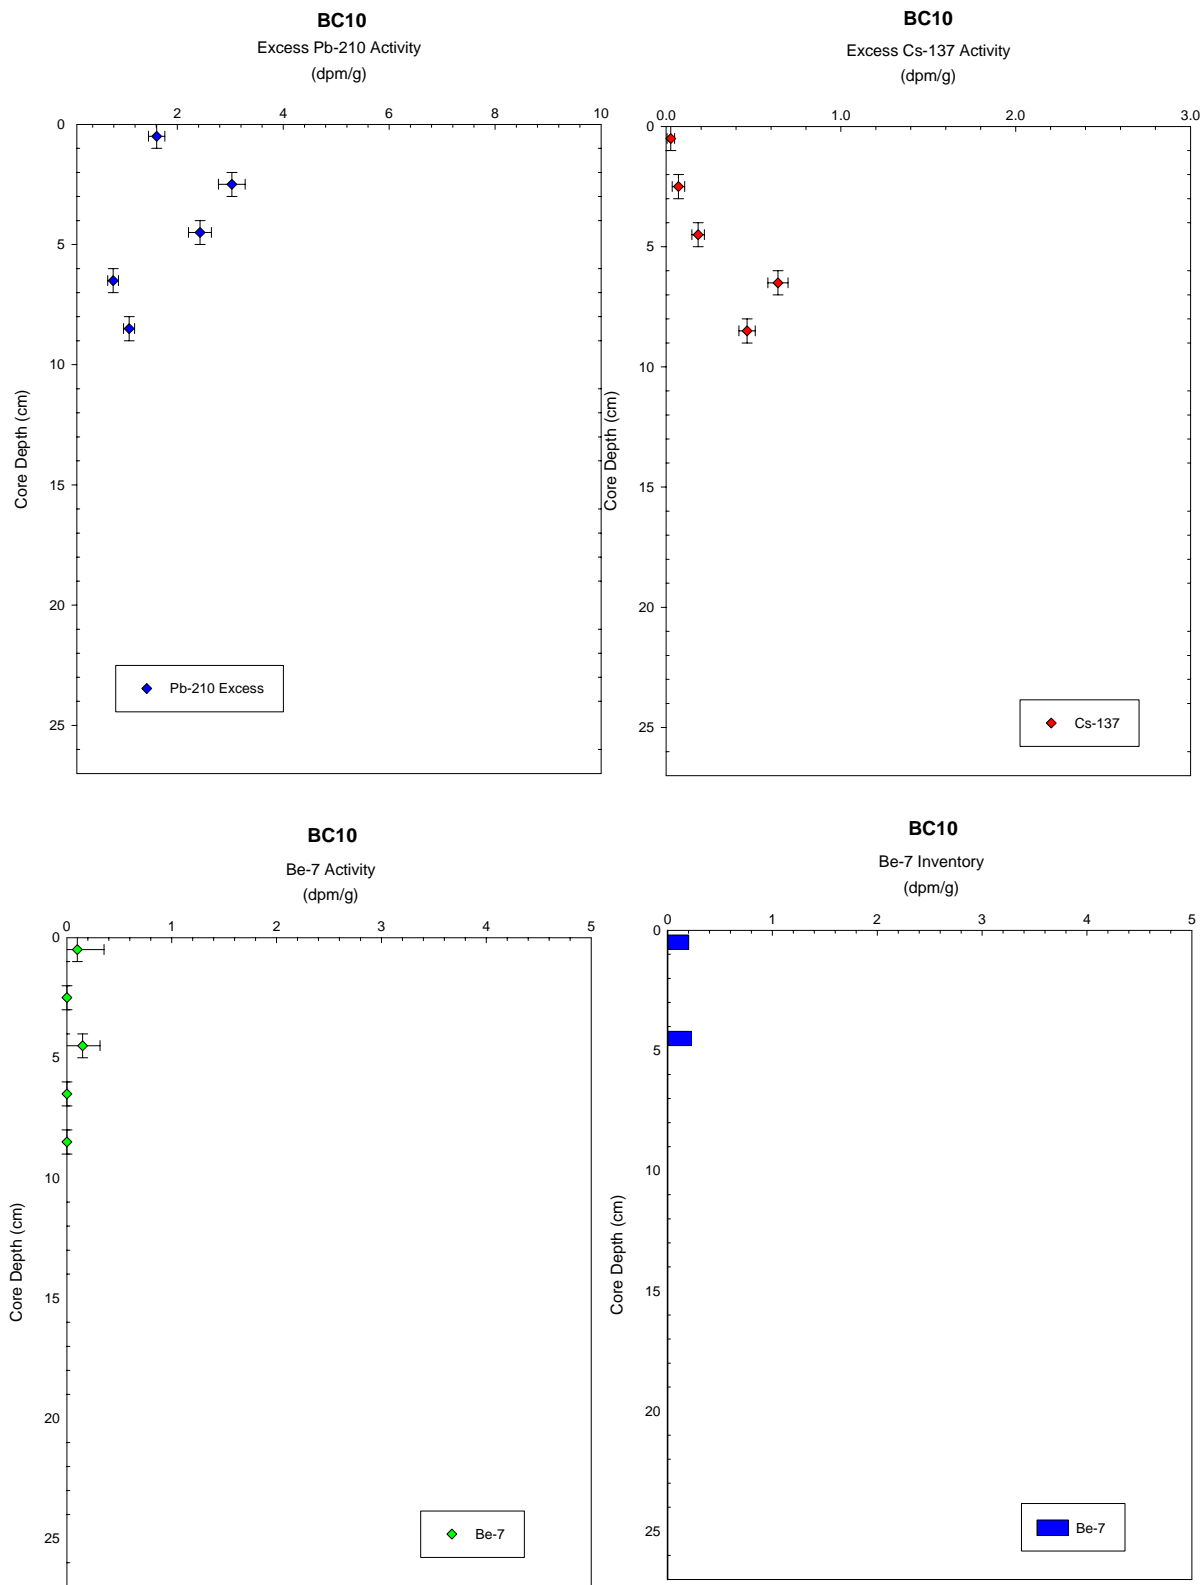 BC10
Excess Pb-210 Activity
(dpm/g)
2 4 6 8 10
0
5
10
15
20
25
Core Depth (cm)
Pb-210 Excess
BC10
Excess Cs-137 Activity
(dpm/g)
0.0 1.0 2.0 3.0
0
5
10
15
20
25
Core Depth (cm)
Cs-137
BC10
Be-7 Activity
(dpm/g)
0 1 2 3 4 5
0
5
10
15
20
25
Core Depth (cm)
Be-7
BC10
Be-7 Inventory
(dpm/g)
0 1 2 3 4 5
0
5
10
15
20
25
Core Depth (cm)
Be-7